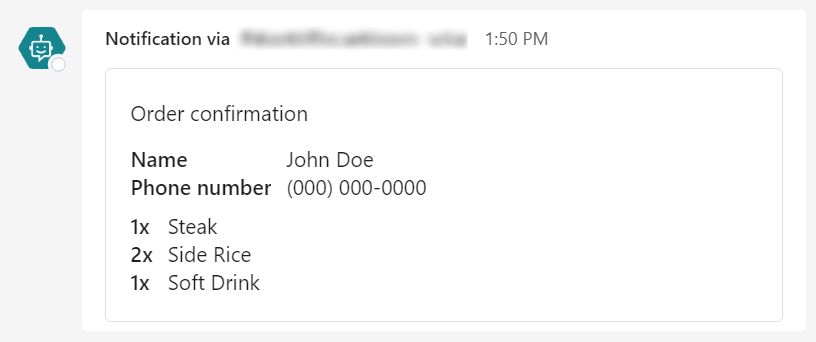 Notification via 1:50 PM
Order confirmation
Name John Doe
Phone number (000) 000-0000
1x Steak
2x Side Rice
1x Soft Drink